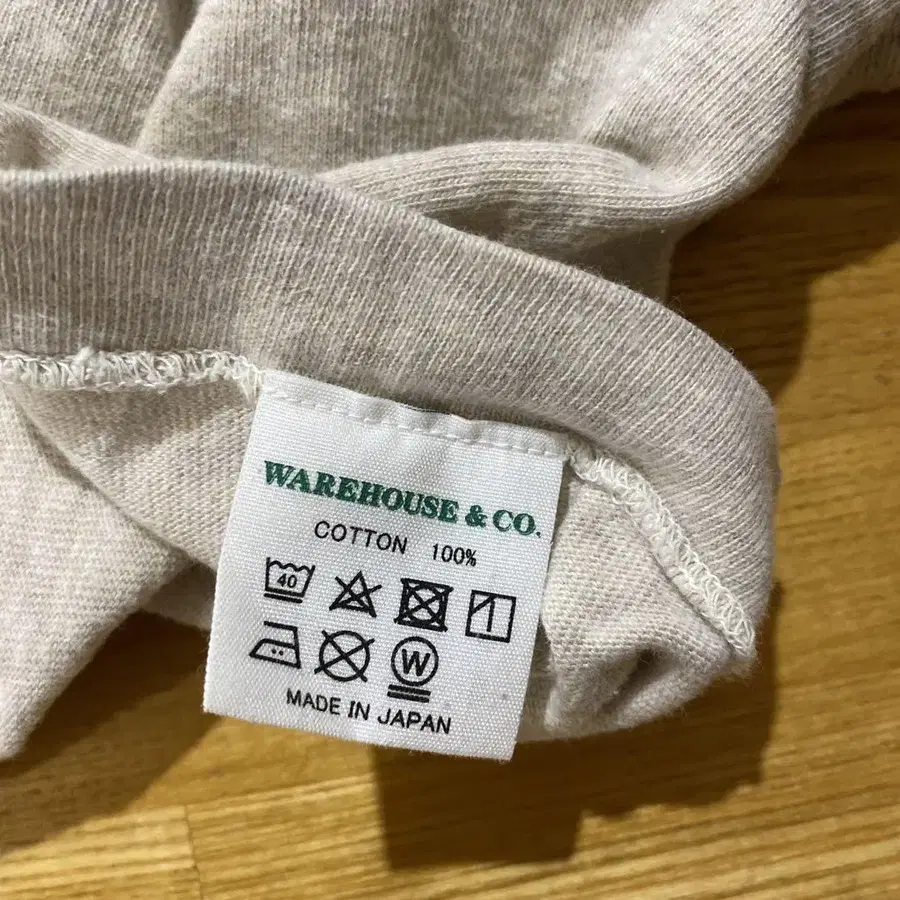 WAREHOUSE & CO.
COTTON 100%
40
W
MADE IN JAPAN